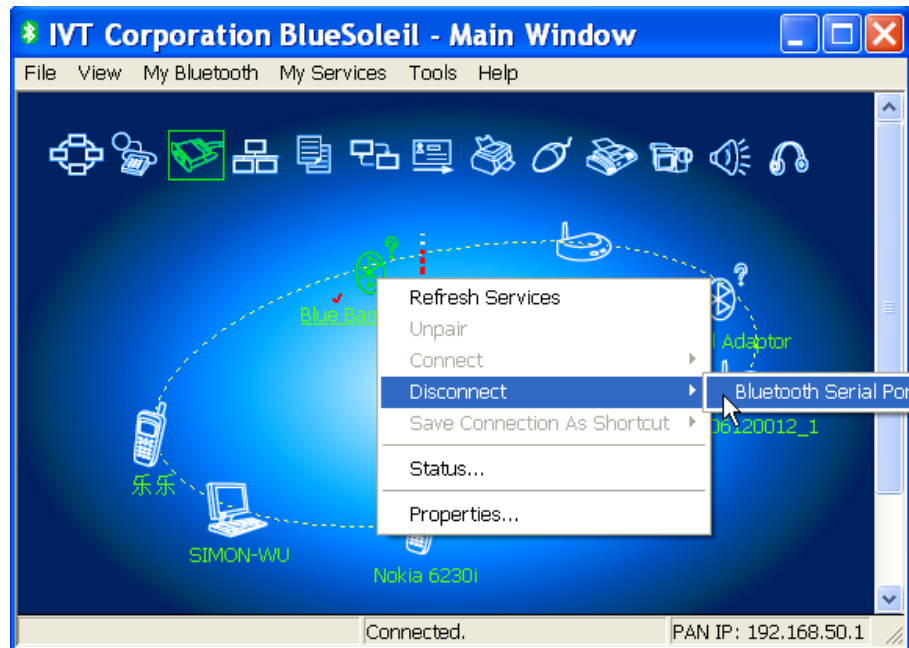 IVT Corporation BlueSoleil - Main Window
File View My Bluetooth My Services Tools Help
Blue Ban
Refresh Services
Unpair
l Adaptor
Connect
Disconnect
Bluetooth Serial Por
Save Connection As Shortcut
06120012_1
Status...
乐乐
Properties...
SIMON-WU
Nokia 6230i
Connected.
PAN IP: 192.168.50.1